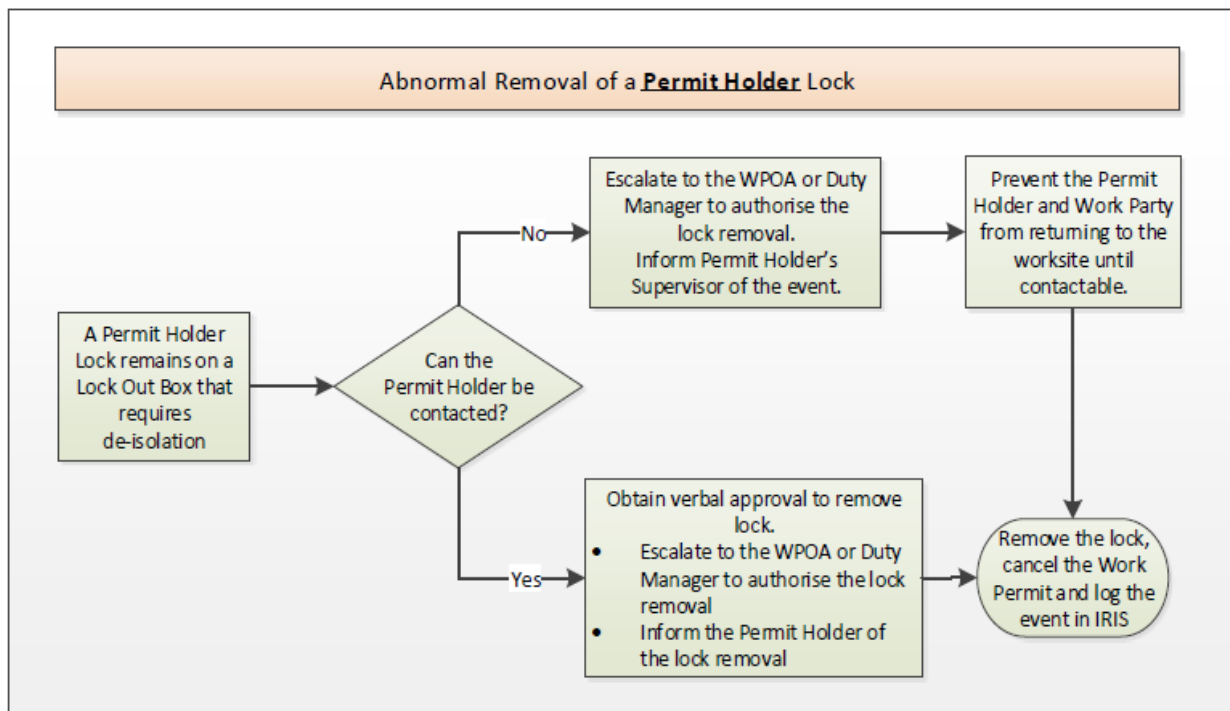 Abnormal Removal of a Permit Holder Lock
A Permit Holder
Lock remains on a
Lock Out Box that
requires
de-isolation
Can the
Permit Holder be
contacted?
No
Escalate to the WPOA or Duty
Manager to authorise the
lock removal.
Inform Permit Holder's
Supervisor of the event.
Prevent the Permit
Holder and Work Party
from returning to the
worksite until
contactable.
Yes
Obtain verbal approval to remove
lock.
• Escalate to the WPOA or Duty
Manager to authorise the lock
removal
• Inform the Permit Holder of
the lock removal
Remove the lock,
cancel the Work
Permit and log the
event in IRIS